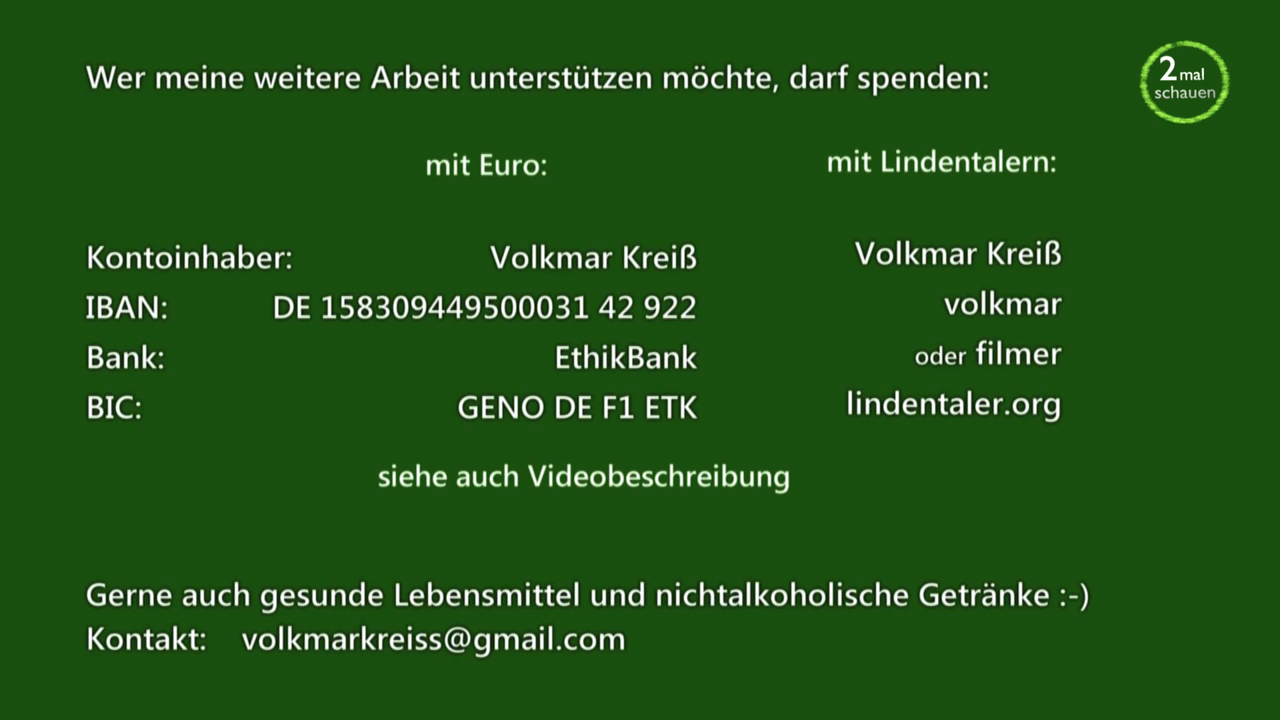 Wer meine weitere Arbeit unterstützen möchte, darf spenden:
2 mal
schauen
mit Euro: mit Lindentalern:
Kontoinhaber: Volkmar Kreiß Volkmar Kreiß
IBAN: DE 158309449500031 42 922 volkmar
Bank: EthikBank oder filmer
BIC: GENO DE F1 ETK lindentaler.org
siehe auch Videobeschreibung
Gerne auch gesunde Lebensmittel und nichtalkoholische Getränke :-)
Kontakt: volkmarkreiss@gmail.com